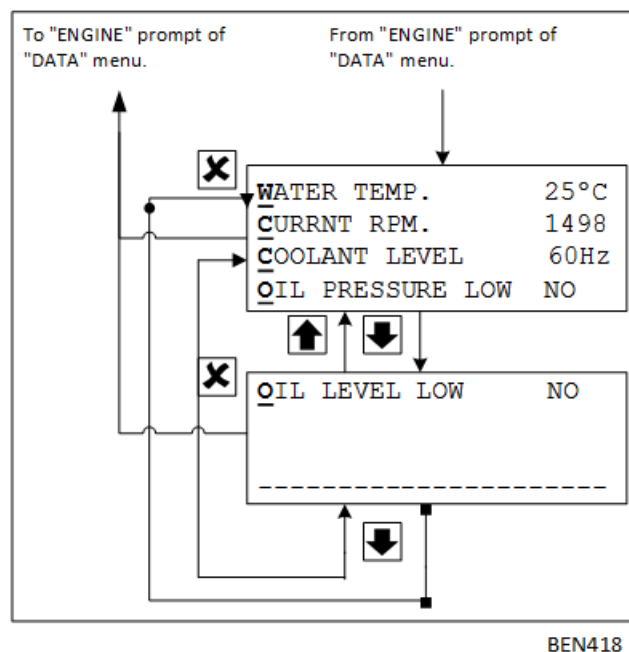 To "ENGINE" prompt of
"DATA" menu.
From "ENGINE" prompt of
"DATA" menu.
WATER TEMP. 25°C
CURRNT RPM. 1498
COOLANT LEVEL 60Hz
OIL PRESSURE LOW NO
OIL LEVEL LOW NO
BEN418